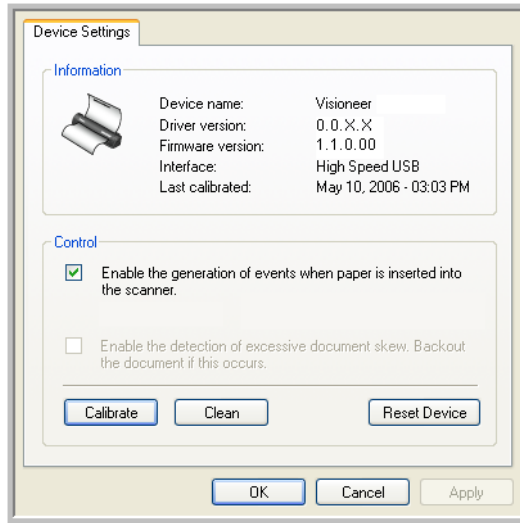 Device Settings
Information
Device name: Visioneer
Driver version: 0.0.X.X
Firmware version: 1.1.0.00
Interface: High Speed USB
Last calibrated: May 10, 2006 - 03:03 PM
Control
Enable the generation of events when paper is inserted into
the scanner.
Enable the detection of excessive document skew. Backout
the document if this occurs.
Calibrate Clean Reset Device
OK Cancel Apply